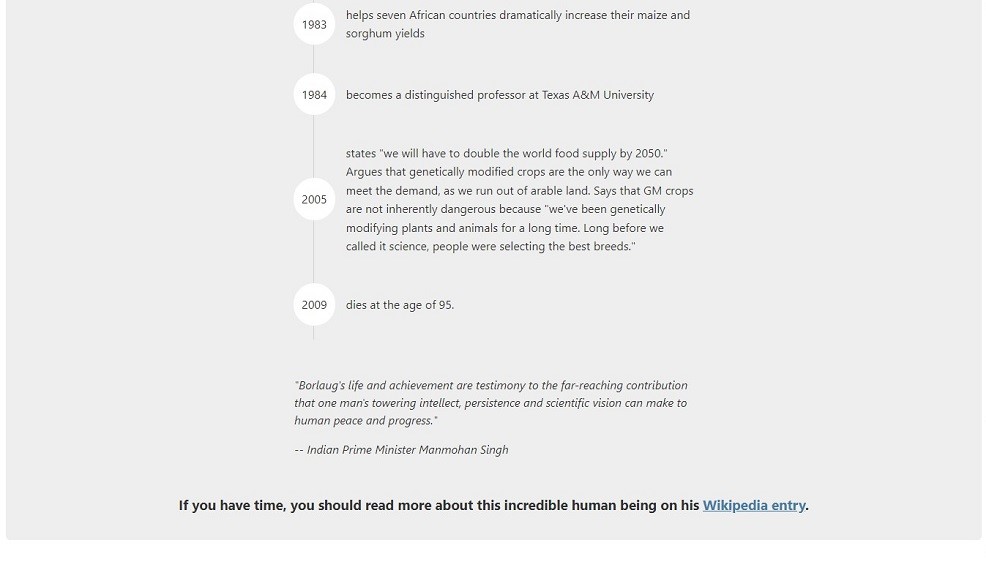 1983
helps seven African countries dramatically increase their maize and
sorghum yields
1984
becomes a distinguished professor at Texas A&M University
2005
states "we will have to double the world food supply by 2050."
Argues that genetically modified crops are the only way we can
meet the demand, as we run out of arable land. Says that GM crops
are not inherently dangerous because "we've been genetically
modifying plants and animals for a long time. Long before we
called it science, people were selecting the best breeds."
2009
dies at the age of 95.
"Borlaug's life and achievement are testimony to the far-reaching contribution
that one man's towering intellect, persistence and scientific vision can make to
human peace and progress."
-- Indian Prime Minister Manmohan Singh
If you have time, you should read more about this incredible human being on his Wikipedia entry.